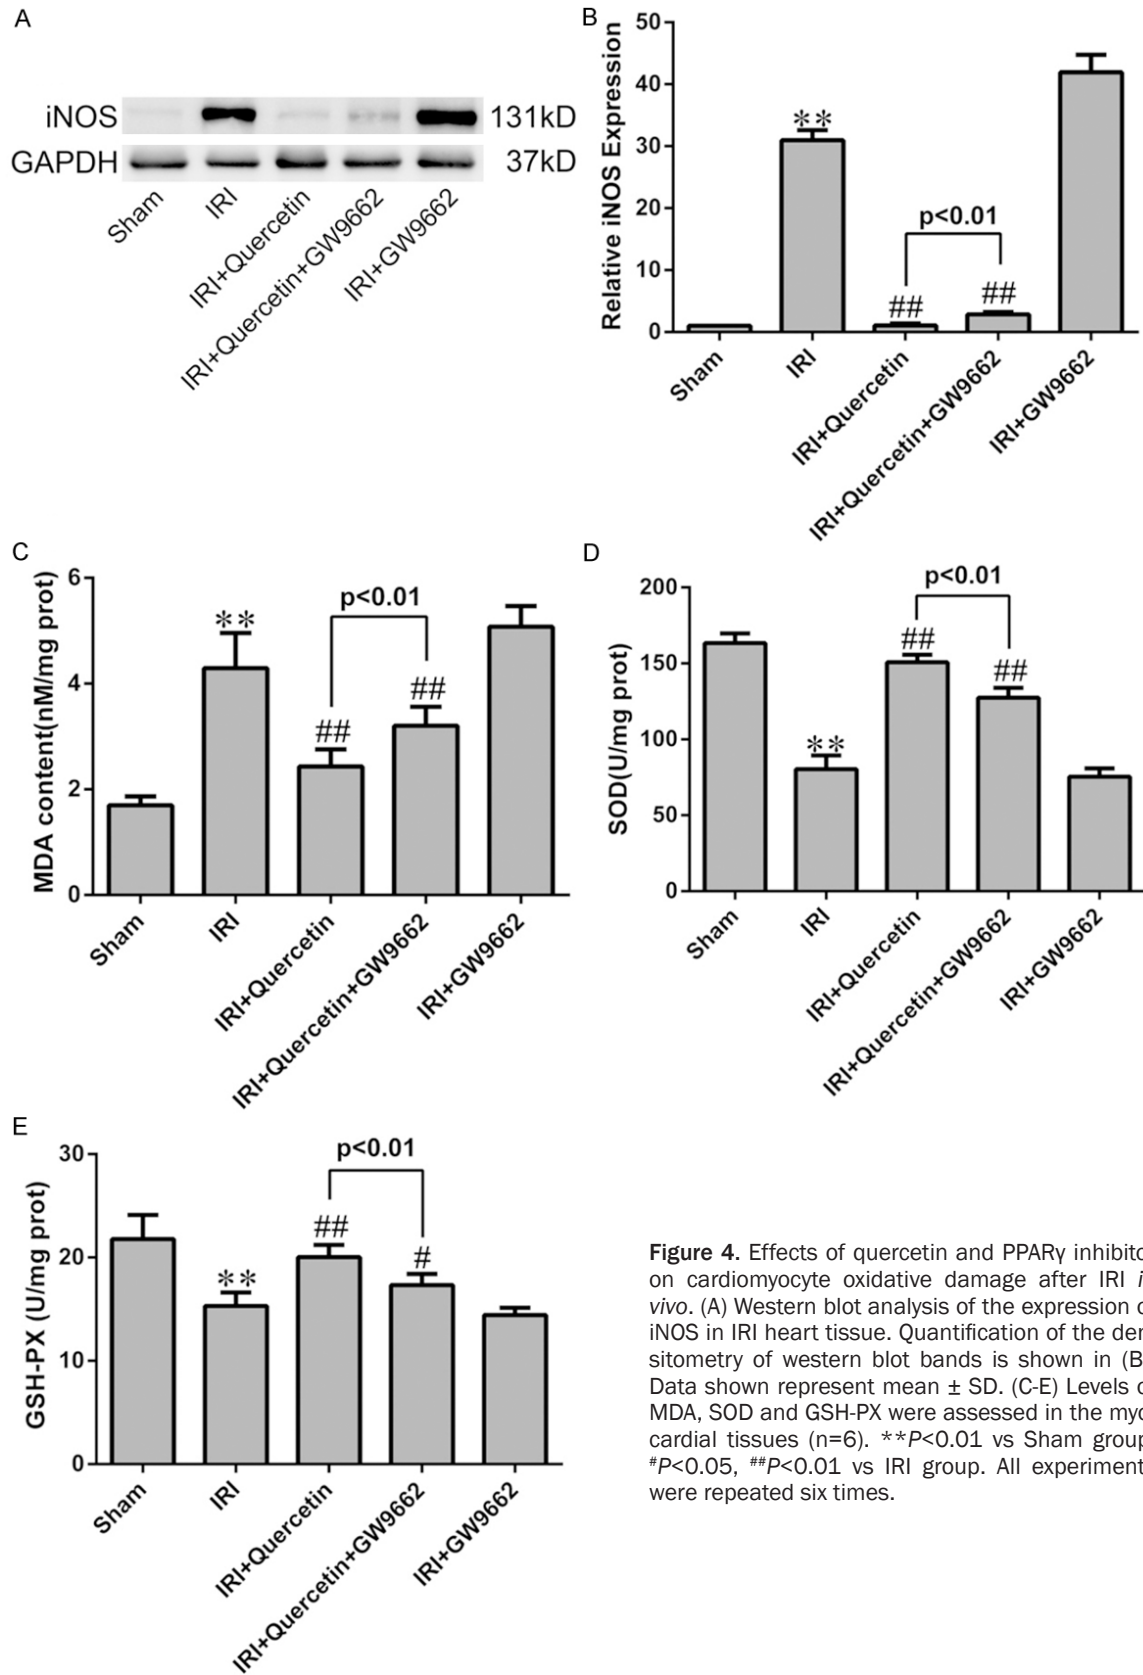 A
iNOS
131kD
GAPDH
37kD
Sham
IRI
IRI+Quercetin
IRI+Quercetin+GW9662
IRI+GW9662
B
Relative iNOS Expression
50
40
30
20
10
0
**
##
p<0.01
##
Sham
IRI
IRI+Quercetin
IRI+Quercetin+GW9662
IRI+GW9662
C
MDA content(nM/mg prot)
6
4
2
0
**
##
p<0.01
##
Sham
IRI
IRI+Quercetin
IRI+Quercetin+GW9662
IRI+GW9662
D
SOD(U/mg prot)
200
150
100
50
0
**
##
p<0.01
##
Sham
IRI
IRI+Quercetin
IRI+Quercetin+GW9662
IRI+GW9662
E
GSH-PX (U/mg prot)
30
20
10
0
**
##
p<0.01
#
Sham
IRI
IRI+Quercetin
IRI+Quercetin+GW9662
IRI+GW9662
Figure 4. Effects of quercetin and PPARγ inhibito
on cardiomyocyte oxidative damage after IRI i
vivo. (A) Western blot analysis of the expression o
iNOS in IRI heart tissue. Quantification of the den
sitometry of western blot bands is shown in (B
Data shown represent mean ± SD. (C-E) Levels o
MDA, SOD and GSH-PX were assessed in the myo
cardial tissues (n=6). **P<0.01 vs Sham group
#P<0.05, ##P<0.01 vs IRI group. All experiment
were repeated six times.